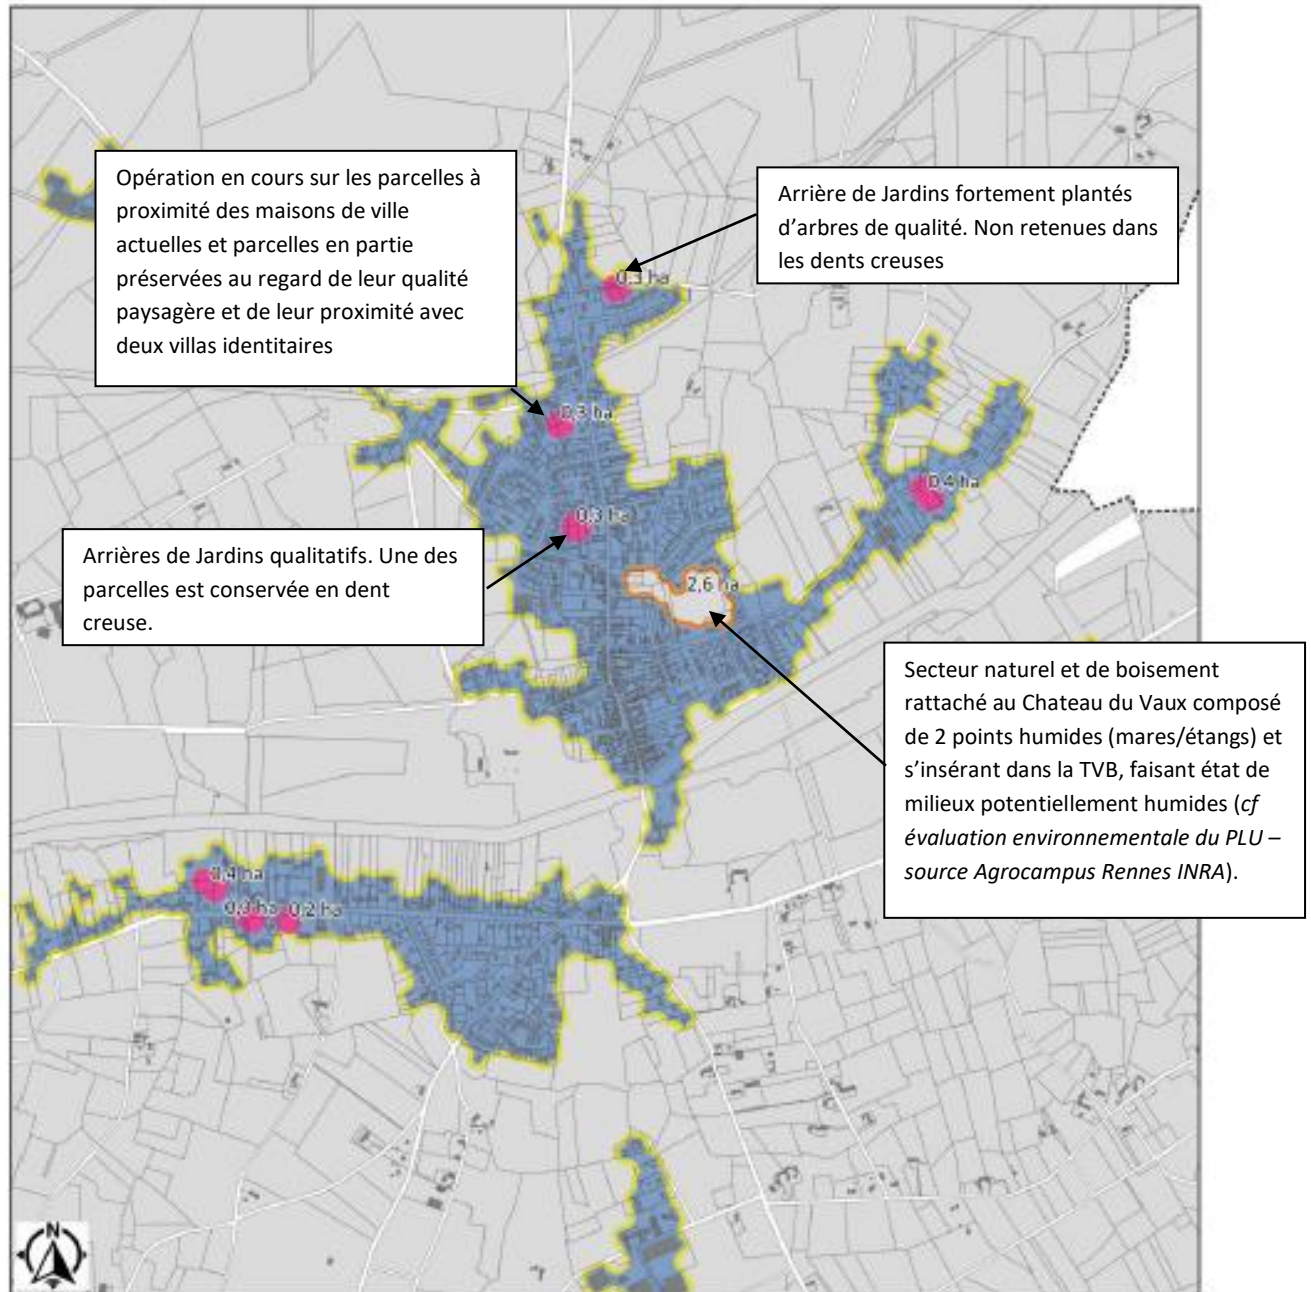 Opération en cours sur les parcelles à
proximité des maisons de ville
actuelles et parcelles en partie
préservées au regard de leur qualité
paysagère et de leur proximité avec
deux villas identitaires
Arrière de Jardins fortement plantés
d’arbres de qualité. Non retenues dans
les dents creuses
0,3 ha
0,3 ha
0,4 ha
0,3 ha
Arrières de Jardins qualitatifs. Une des
parcelles est conservée en dent
creuse.
2,6 ha
Secteur naturel et de boisement
rattaché au Chateau du Vaux composé
de 2 points humides (mares/étangs) et
s’insérant dans la TVB, faisant état de
milieux potentiellement humides (cf
évaluation environnementale du PLU –
source Agrocampus Rennes INRA).
0,4 ha
0,3 ha
0,2 ha
N